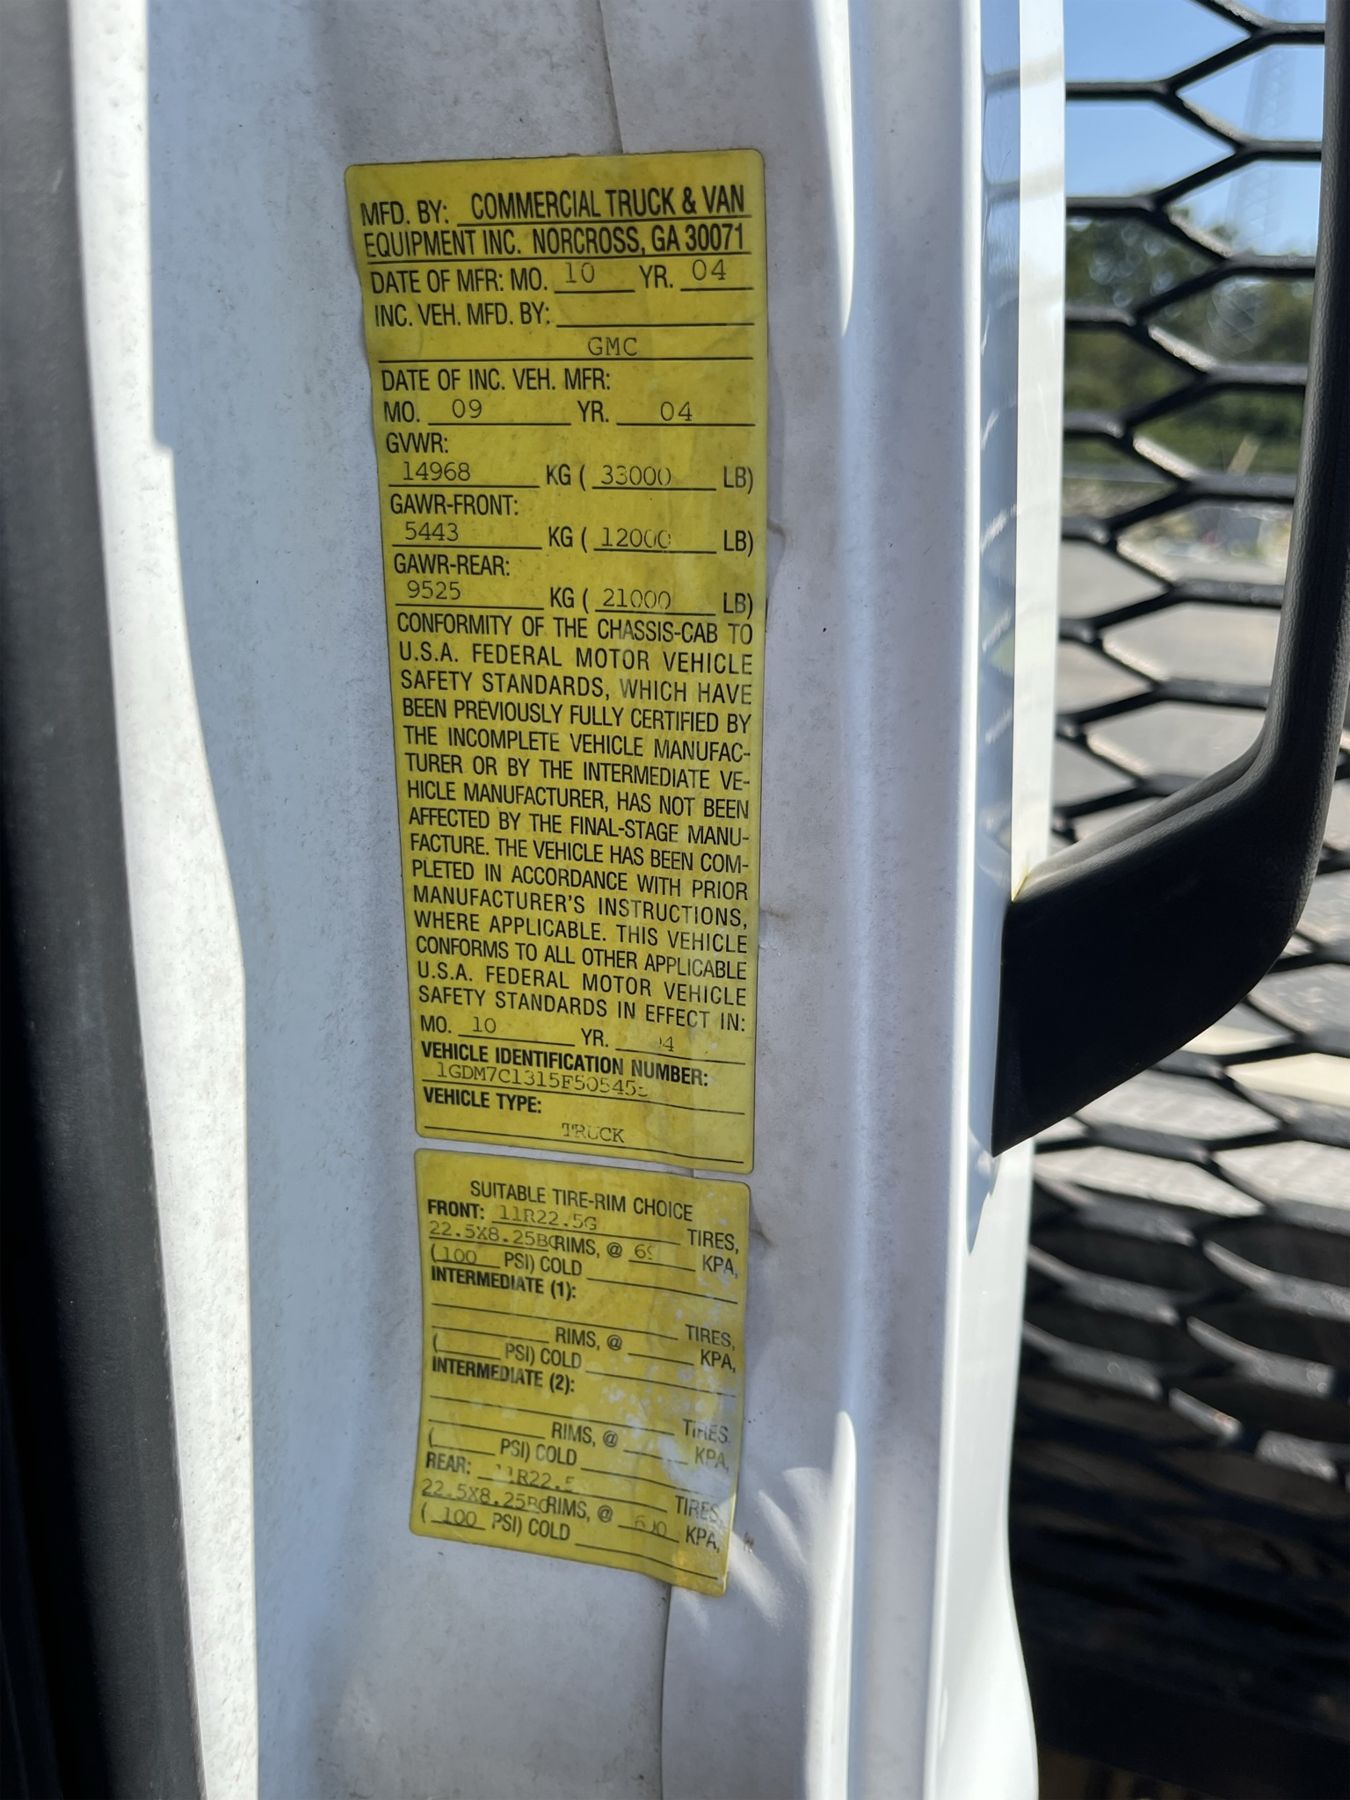 MFD. BY: COMMERCIAL TRUCK & VAN
EQUIPMENT INC. NORCROSS, GA 30071
DATE OF MFR: MO. 10 YR. 04
INC. VEH. MFD. BY:
GMC
DATE OF INC. VEH. MFR:
MO. 09 YR. 04
GVWR:
14968 KG ( 33000 LB)
GAWR-FRONT:
5443 KG ( 12000 LB)
GAWR-REAR:
9525 KG ( 21000 LB)
CONFORMITY OF THE CHASSIS-CAB TO
U.S.A. FEDERAL MOTOR VEHICLE
SAFETY STANDARDS, WHICH HAVE
BEEN PREVIOUSLY FULLY CERTIFIED BY
THE INCOMPLETE VEHICLE MANUFAC-
TURER OR BY THE INTERMEDIATE VE-
HICLE MANUFACTURER, HAS NOT BEEN
AFFECTED BY THE FINAL-STAGE MANU-
FACTURE. THE VEHICLE HAS BEEN COM-
PLETED IN ACCORDANCE WITH PRIOR
MANUFACTURER'S INSTRUCTIONS,
WHERE APPLICABLE. THIS VEHICLE
CONFORMS TO ALL OTHER APPLICABLE
U.S.A. FEDERAL MOTOR VEHICLE
SAFETY STANDARDS IN EFFECT IN:
MO. 10 YR.
VEHICLE IDENTIFICATION NUMBER:
VEHICLE TYPE:
TRUCK
SUITABLE TIRE-RIM CHOICE
FRONT: 11R22.5G TIRES,
RIMS, @ KPA,
( 100 PSI) COLD
INTERMEDIATE (1):
TIRES,
RIMS, @ KPA,
( PSI) COLD
INTERMEDIATE (2):
TIRES,
RIMS, @ KPA,
( PSI) COLD
REAR: TIRES,
RIMS, @ KPA,
( 100 PSI) COLD